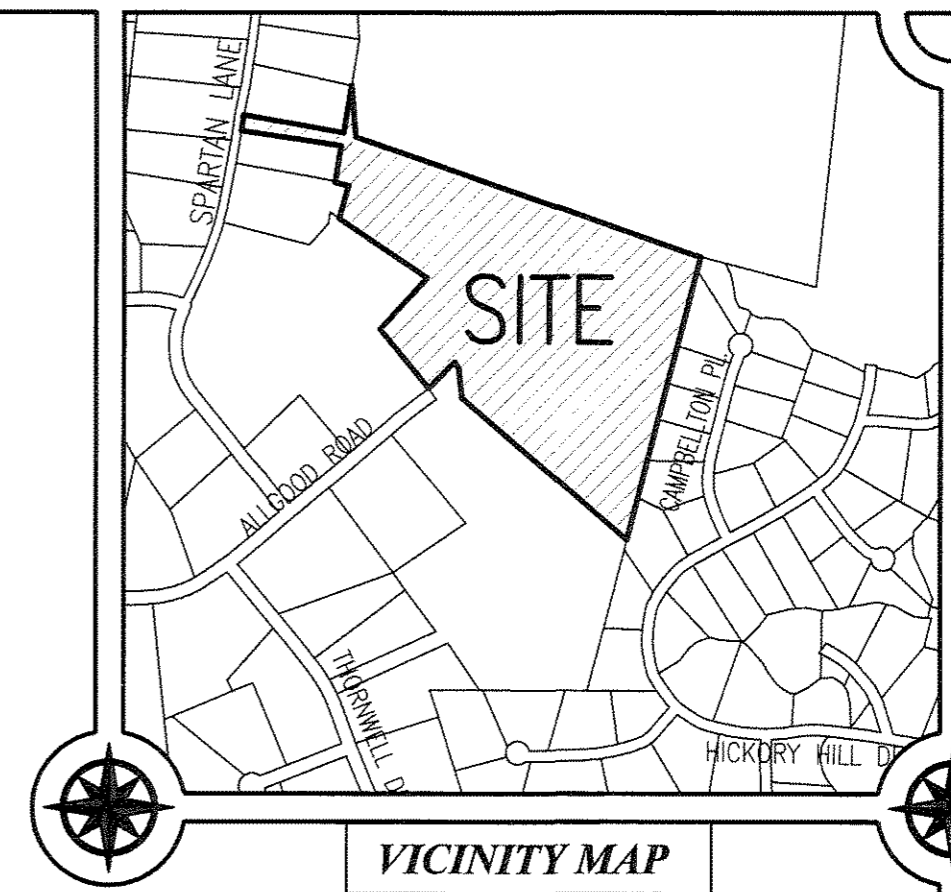 SPARTAN LANE
SITE
CAMPBELLTON PL.
ALLGOOD ROAD
THORNWELL D
HICKORY HILL D
VICINITY MAP